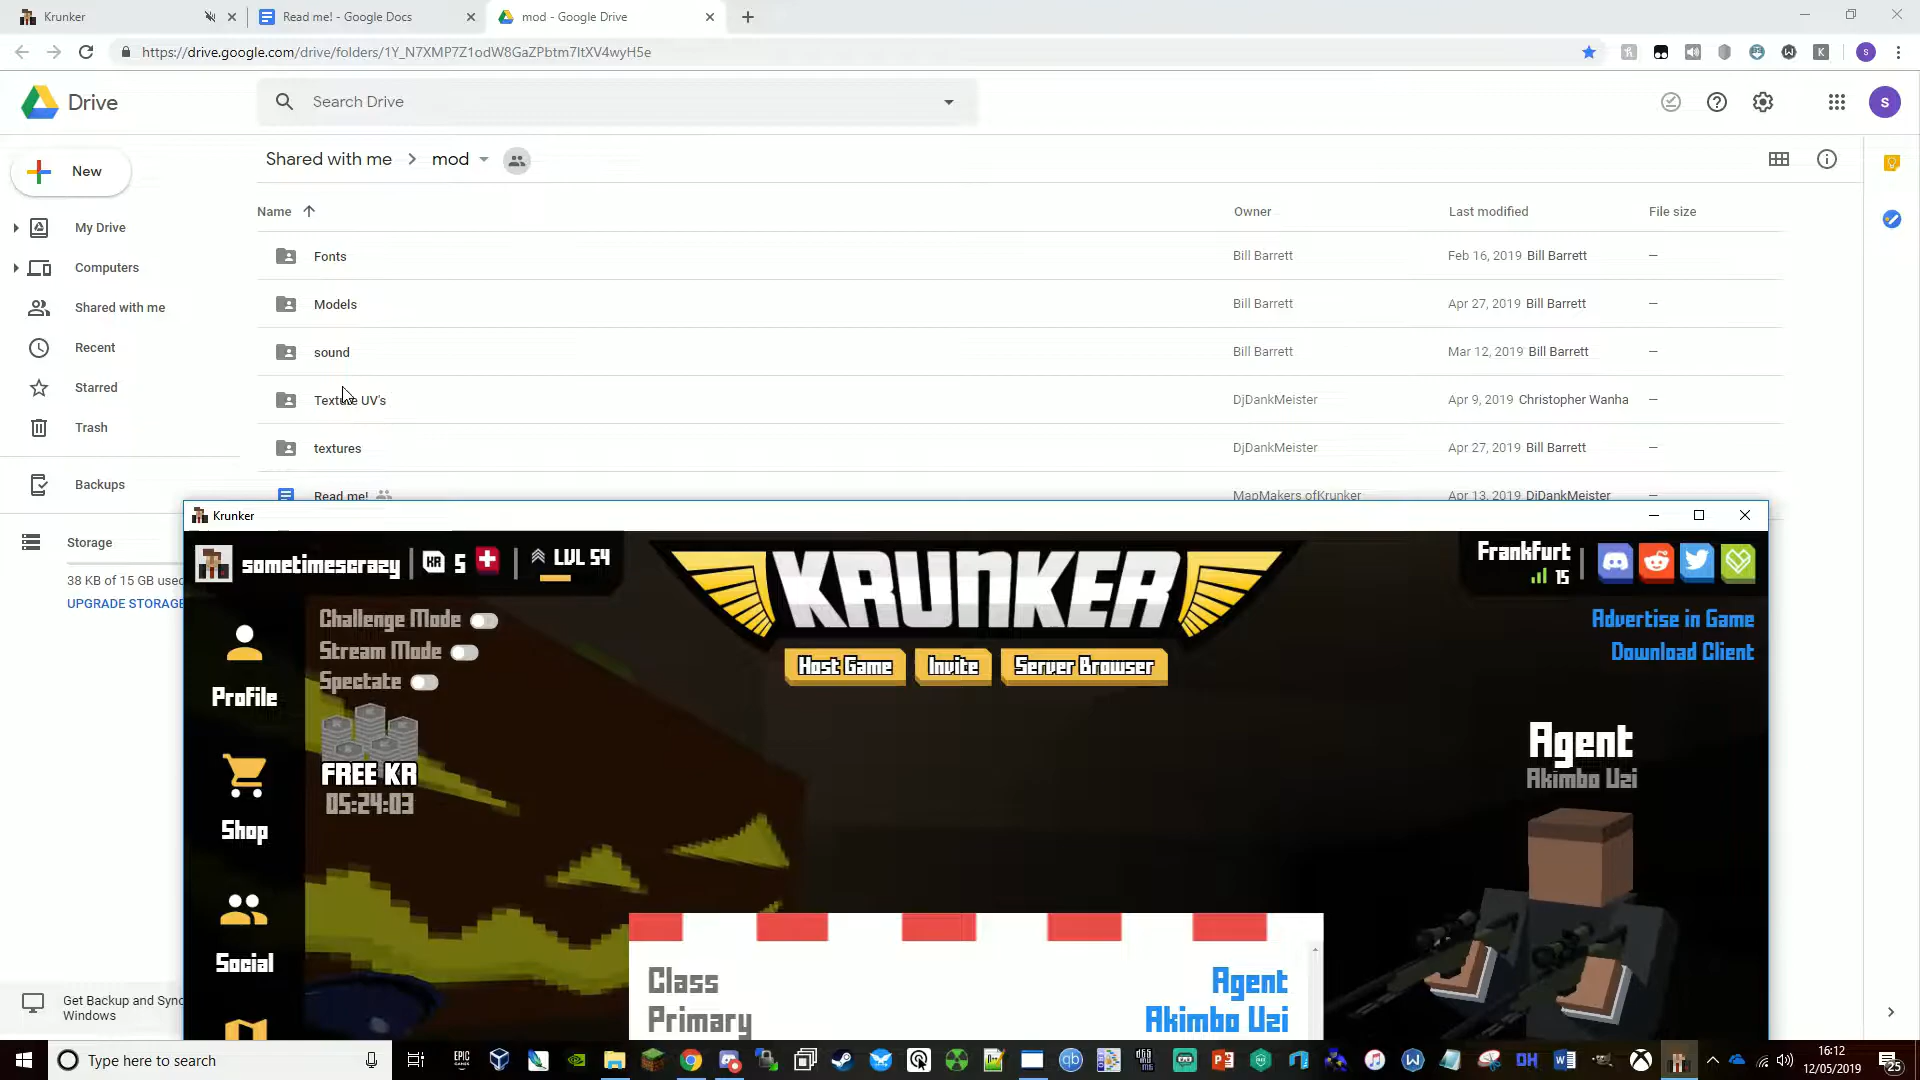 Krunker
Read me! - Google Docs
mod - Google Drive
https://drive.google.com/drive/folders/1Y_N7XMP7Z1odW8GaZPbtm7ltXV4wyH5e
Drive
Search Drive
S
New
Shared with me > mod
Name
Owner
Last modified
File size
My Drive
Computers
Shared with me
Recent
Starred
Trash
Backups
Storage
38 KB of 15 GB used
UPGRADE STORAGE
Get Backup and Sync
Windows
Fonts Bill Barrett Feb 16, 2019 Bill Barrett —
Models Bill Barrett Apr 27, 2019 Bill Barrett —
sound Bill Barrett Mar 12, 2019 Bill Barrett —
Texture UV's DjDankMeister Apr 9, 2019 Christopher Wanha —
textures DjDankMeister Apr 27, 2019 Bill Barrett —
Read me! MapMakers ofKrunker Apr 13, 2019 DjDankMeister —
Krunker
sometimescrazy | KR 5 | LVL 54
KRUNKER
Frankfurt
15
Challenge Mode
Stream Mode
Spectate
Host Game
Invite
Server Browser
Advertise in Game
Download Client
Profile
Shop
Social
FREE KR
05:24:03
Agent
Akimbo Uzi
Class Agent
Primary Akimbo Uzi
Type here to search
EPIC GAMES
16:12
12/05/2019
25